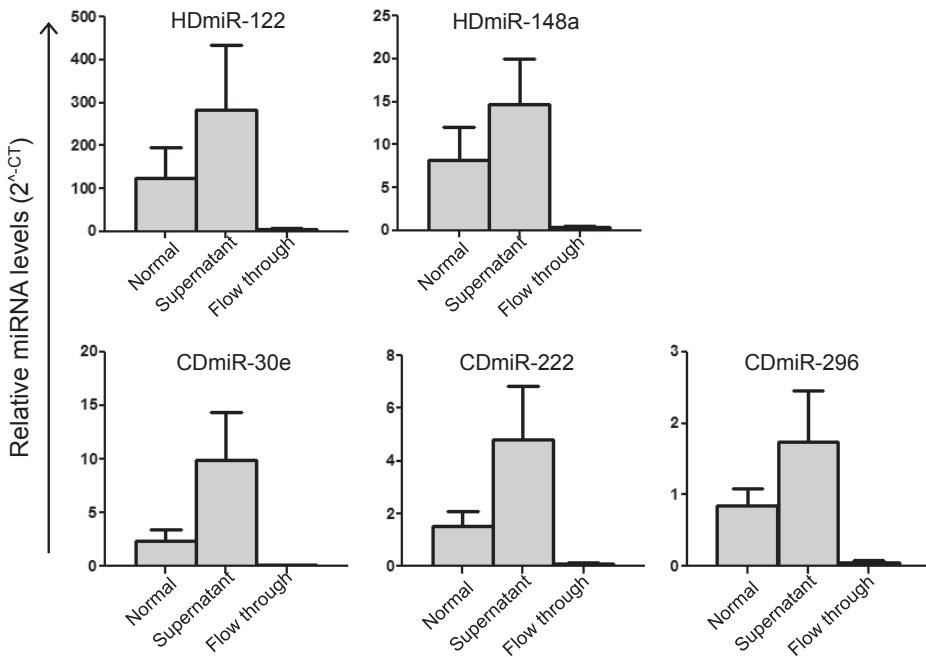 Relative miRNA levels (2^-CT)
HDmiR-122
500
400
300
200
100
0
Normal
Supernatant
Flow through
HDmiR-148a
25
20
15
10
5
0
Normal
Supernatant
Flow through
CDmiR-30e
20
15
10
5
0
Normal
Supernatant
Flow through
CDmiR-222
8
6
4
2
0
Normal
Supernatant
Flow through
CDmiR-296
3
2
1
0
Normal
Supernatant
Flow through